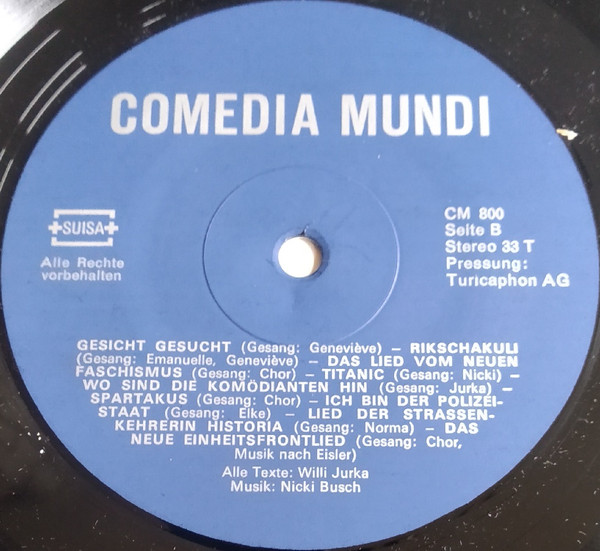 COMEDIA MUNDI
+SUISA+
Alle Rechte
vorbehalten
CM 800
Seite B
Stereo 33 T
Pressung:
Turicaphon AG
GESICHT GESUCHT (Gesang: Geneviève) – RIKSCHAKULI
(Gesang: Emanuelle, Geneviève) – DAS LIED VOM NEUEN
FASCHISMUS (Gesang: Chor) – TITANIC (Gesang: Nicki) –
WO SIND DIE KOMÖDIANTEN HIN (Gesang: Jurka) –
SPARTAKUS (Gesang: Chor) – ICH BIN DER POLIZEI-
STAAT (Gesang: Elke) – LIED DER STRASSEN-
KEHRERIN HISTORIA (Gesang: Norma) – DAS
NEUE EINHEITSFRONTLIED (Gesang: Chor,
Musik nach Eisler)
Alle Texte: Willi Jurka
Musik: Nicki Busch